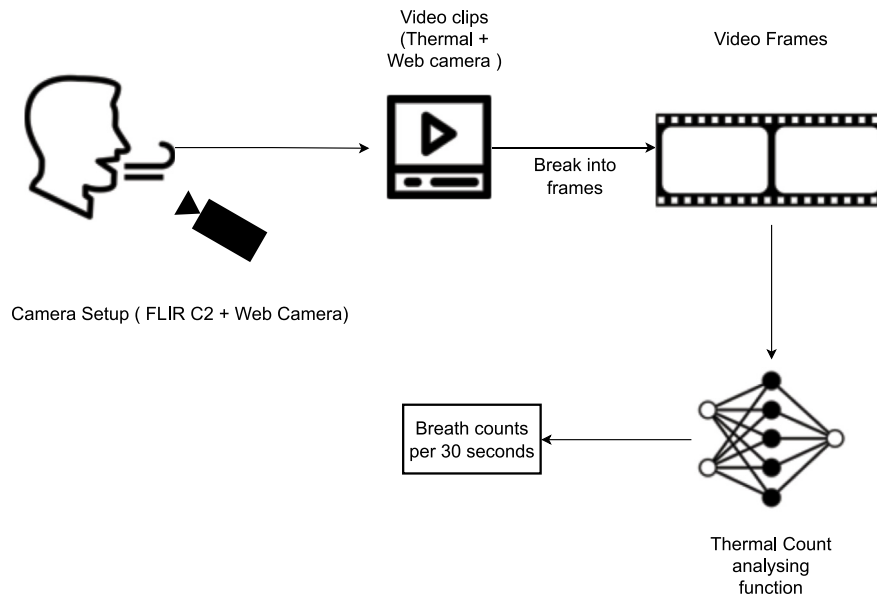 Video clips
(Thermal +
Web camera )
Video Frames
Break into
frames
Camera Setup ( FLIR C2 + Web Camera)
Breath counts
per 30 seconds
Thermal Count
analysing
function